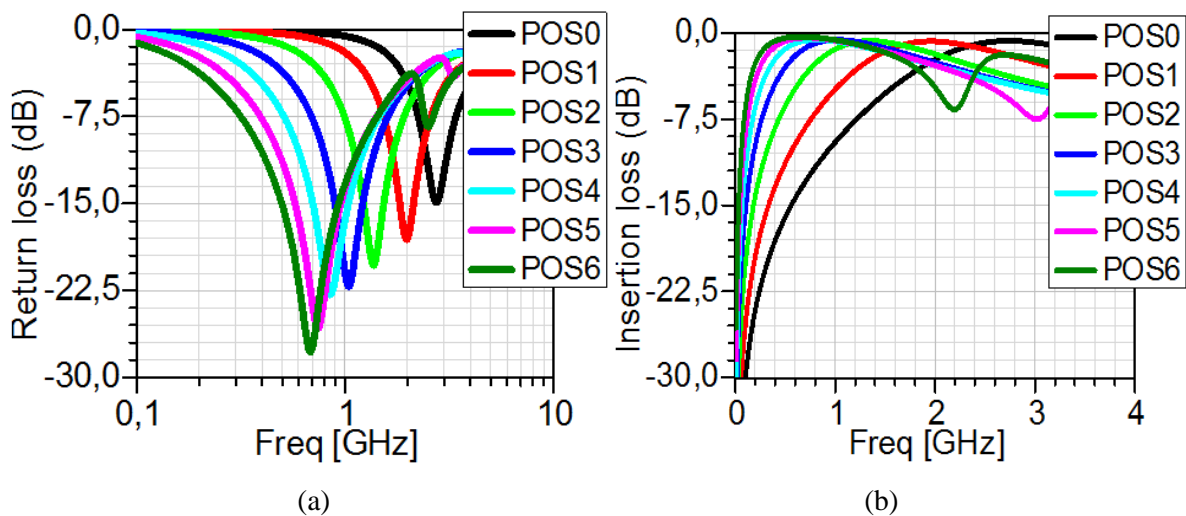 Return loss (dB)
0.0
-7,5
-15,0
-22,5
-30,0
0,1
1
10
Freq [GHz]
POS0
POS1
POS2
POS3
POS4
POS5
POS6
(a)
Insertion loss (dB)
0.0
-7.5
-15.0
-22.5
-30,0
0
1
2
3
4
Freq [GHz]
POS0
POS1
POS2
POS3
POS4
POS5
POS6
(b)